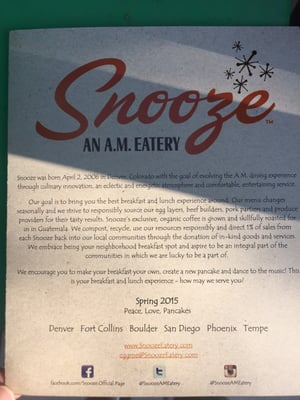 Snooze™
AN A.M. EATERY
Snooze was born April 2, 2006 in Denver, Colorado with the goal of evolving the A.M. dining experience
through culinary innovation, an eclectic and energetic atmosphere and comfortable, entertaining service.
Our goal is to bring you the best breakfast and lunch experience around. Our menu changes
seasonally and we strive to responsibly source our egg layers, beef builders, pork partners and produce
providers for their tasty results. Snooze's exclusive, organic coffee is grown and skillfully roasted for
us in Guatemala. We compost, recycle, use our resources responsibly and direct 1% of sales from
each Snooze back into our local communities through the donation of in-kind goods and services.
We embrace being your neighborhood breakfast spot and aspire to be an integral part of the
communities in which we are lucky to be a part of.
We encourage you to make your breakfast your own, create a new pancake and dance to the music! This
is your breakfast and lunch experience - how may we serve you?
Spring 2015
Peace, Love, Pancakes
Denver Fort Collins Boulder San Diego Phoenix Tempe
www.SnoozeEatery.com
eggme@SnoozeEatery.com
facebook.com/Snooze.Official.Page @SnoozeAMEatery @SnoozeAMEatery